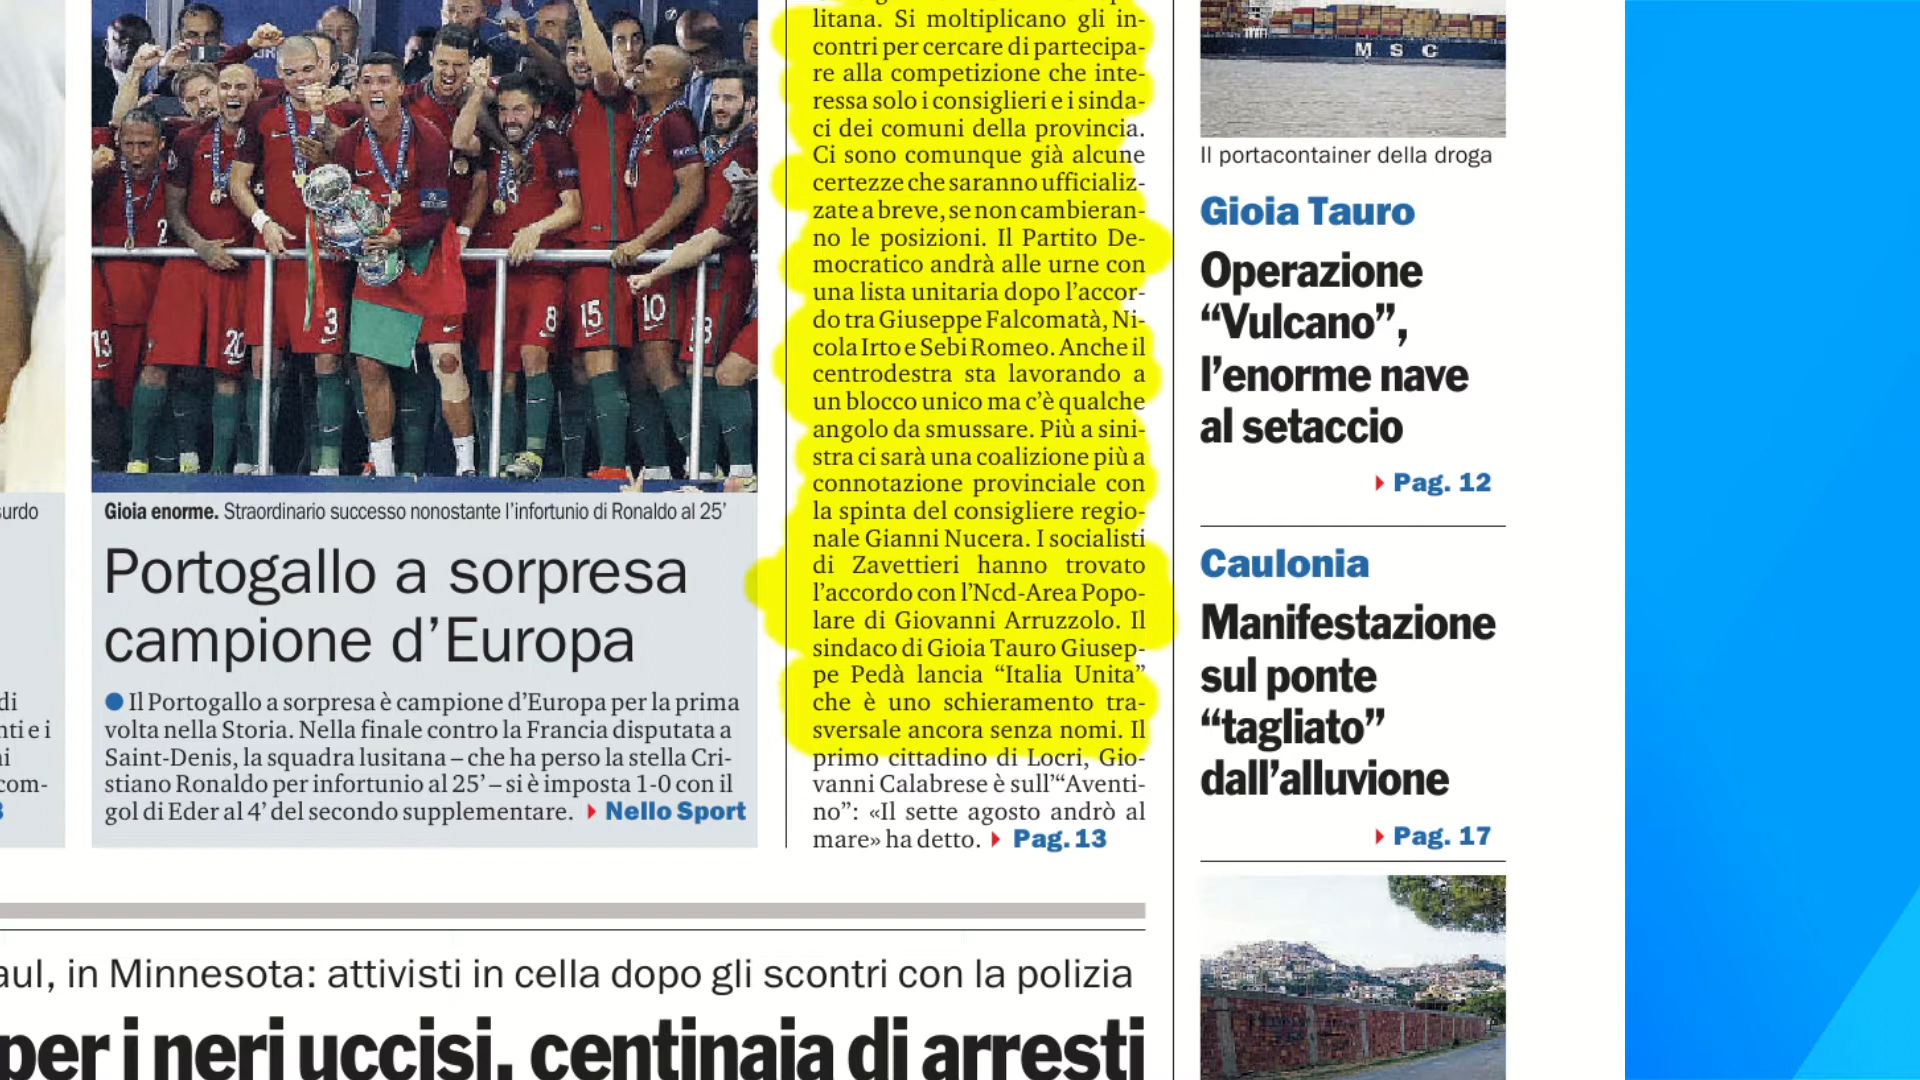 urdo
di
nti e i
ni
com-
Gioia enorme. Straordinario successo nonostante l'infortunio di Ronaldo al 25'
Portogallo a sorpresa
campione d'Europa
Il Portogallo a sorpresa è campione d'Europa per la prima
volta nella Storia. Nella finale contro la Francia disputata a
Saint-Denis, la squadra lusitana – che ha perso la stella Cri-
stiano Ronaldo per infortunio al 25' – si è imposta 1-0 con il
gol di Eder al 4' del secondo supplementare. Nello Sport
litana. Si moltiplicano gli in-
contri per cercare di partecipa-
re alla competizione che inte-
ressa solo i consiglieri e i sinda-
ci dei comuni della provincia.
Ci sono comunque già alcune
certezze che saranno ufficializ-
zate a breve, se non cambieran-
no le posizioni. Il Partito De-
mocratico andrà alle urne con
una lista unitaria dopo l'accor-
do tra Giuseppe Falcomatà, Ni-
cola Irto e Sebi Romeo. Anche il
centrodestra sta lavorando a
un blocco unico ma c'è qualche
angolo da smussare. Più a sini-
stra ci sarà una coalizione più a
connotazione provinciale con
la spinta del consigliere regio-
nale Gianni Nucera. I socialisti
di Zavettieri hanno trovato
l'accordo con l'Ncd-Area Popo-
lare di Giovanni Arruzzolo. Il
sindaco di Gioia Tauro Giusep-
pe Pedà lancia “Italia Unita”
che è uno schieramento tra-
sversale ancora senza nomi. Il
primo cittadino di Locri, Gio-
vanni Calabrese è sull'“Aventi-
no”: «Il sette agosto andrò al
mare» ha detto. Pag. 13
MSC
Il portacontainer della droga
Gioia Tauro
Operazione
“Vulcano”,
l'enorme nave
al setaccio
Pag. 12
Caulonia
Manifestazione
sul ponte
“tagliato”
dall'alluvione
Pag. 17
aul, in Minnesota: attivisti in cella dopo gli scontri con la polizia
per i neri uccisi, centinaia di arresti